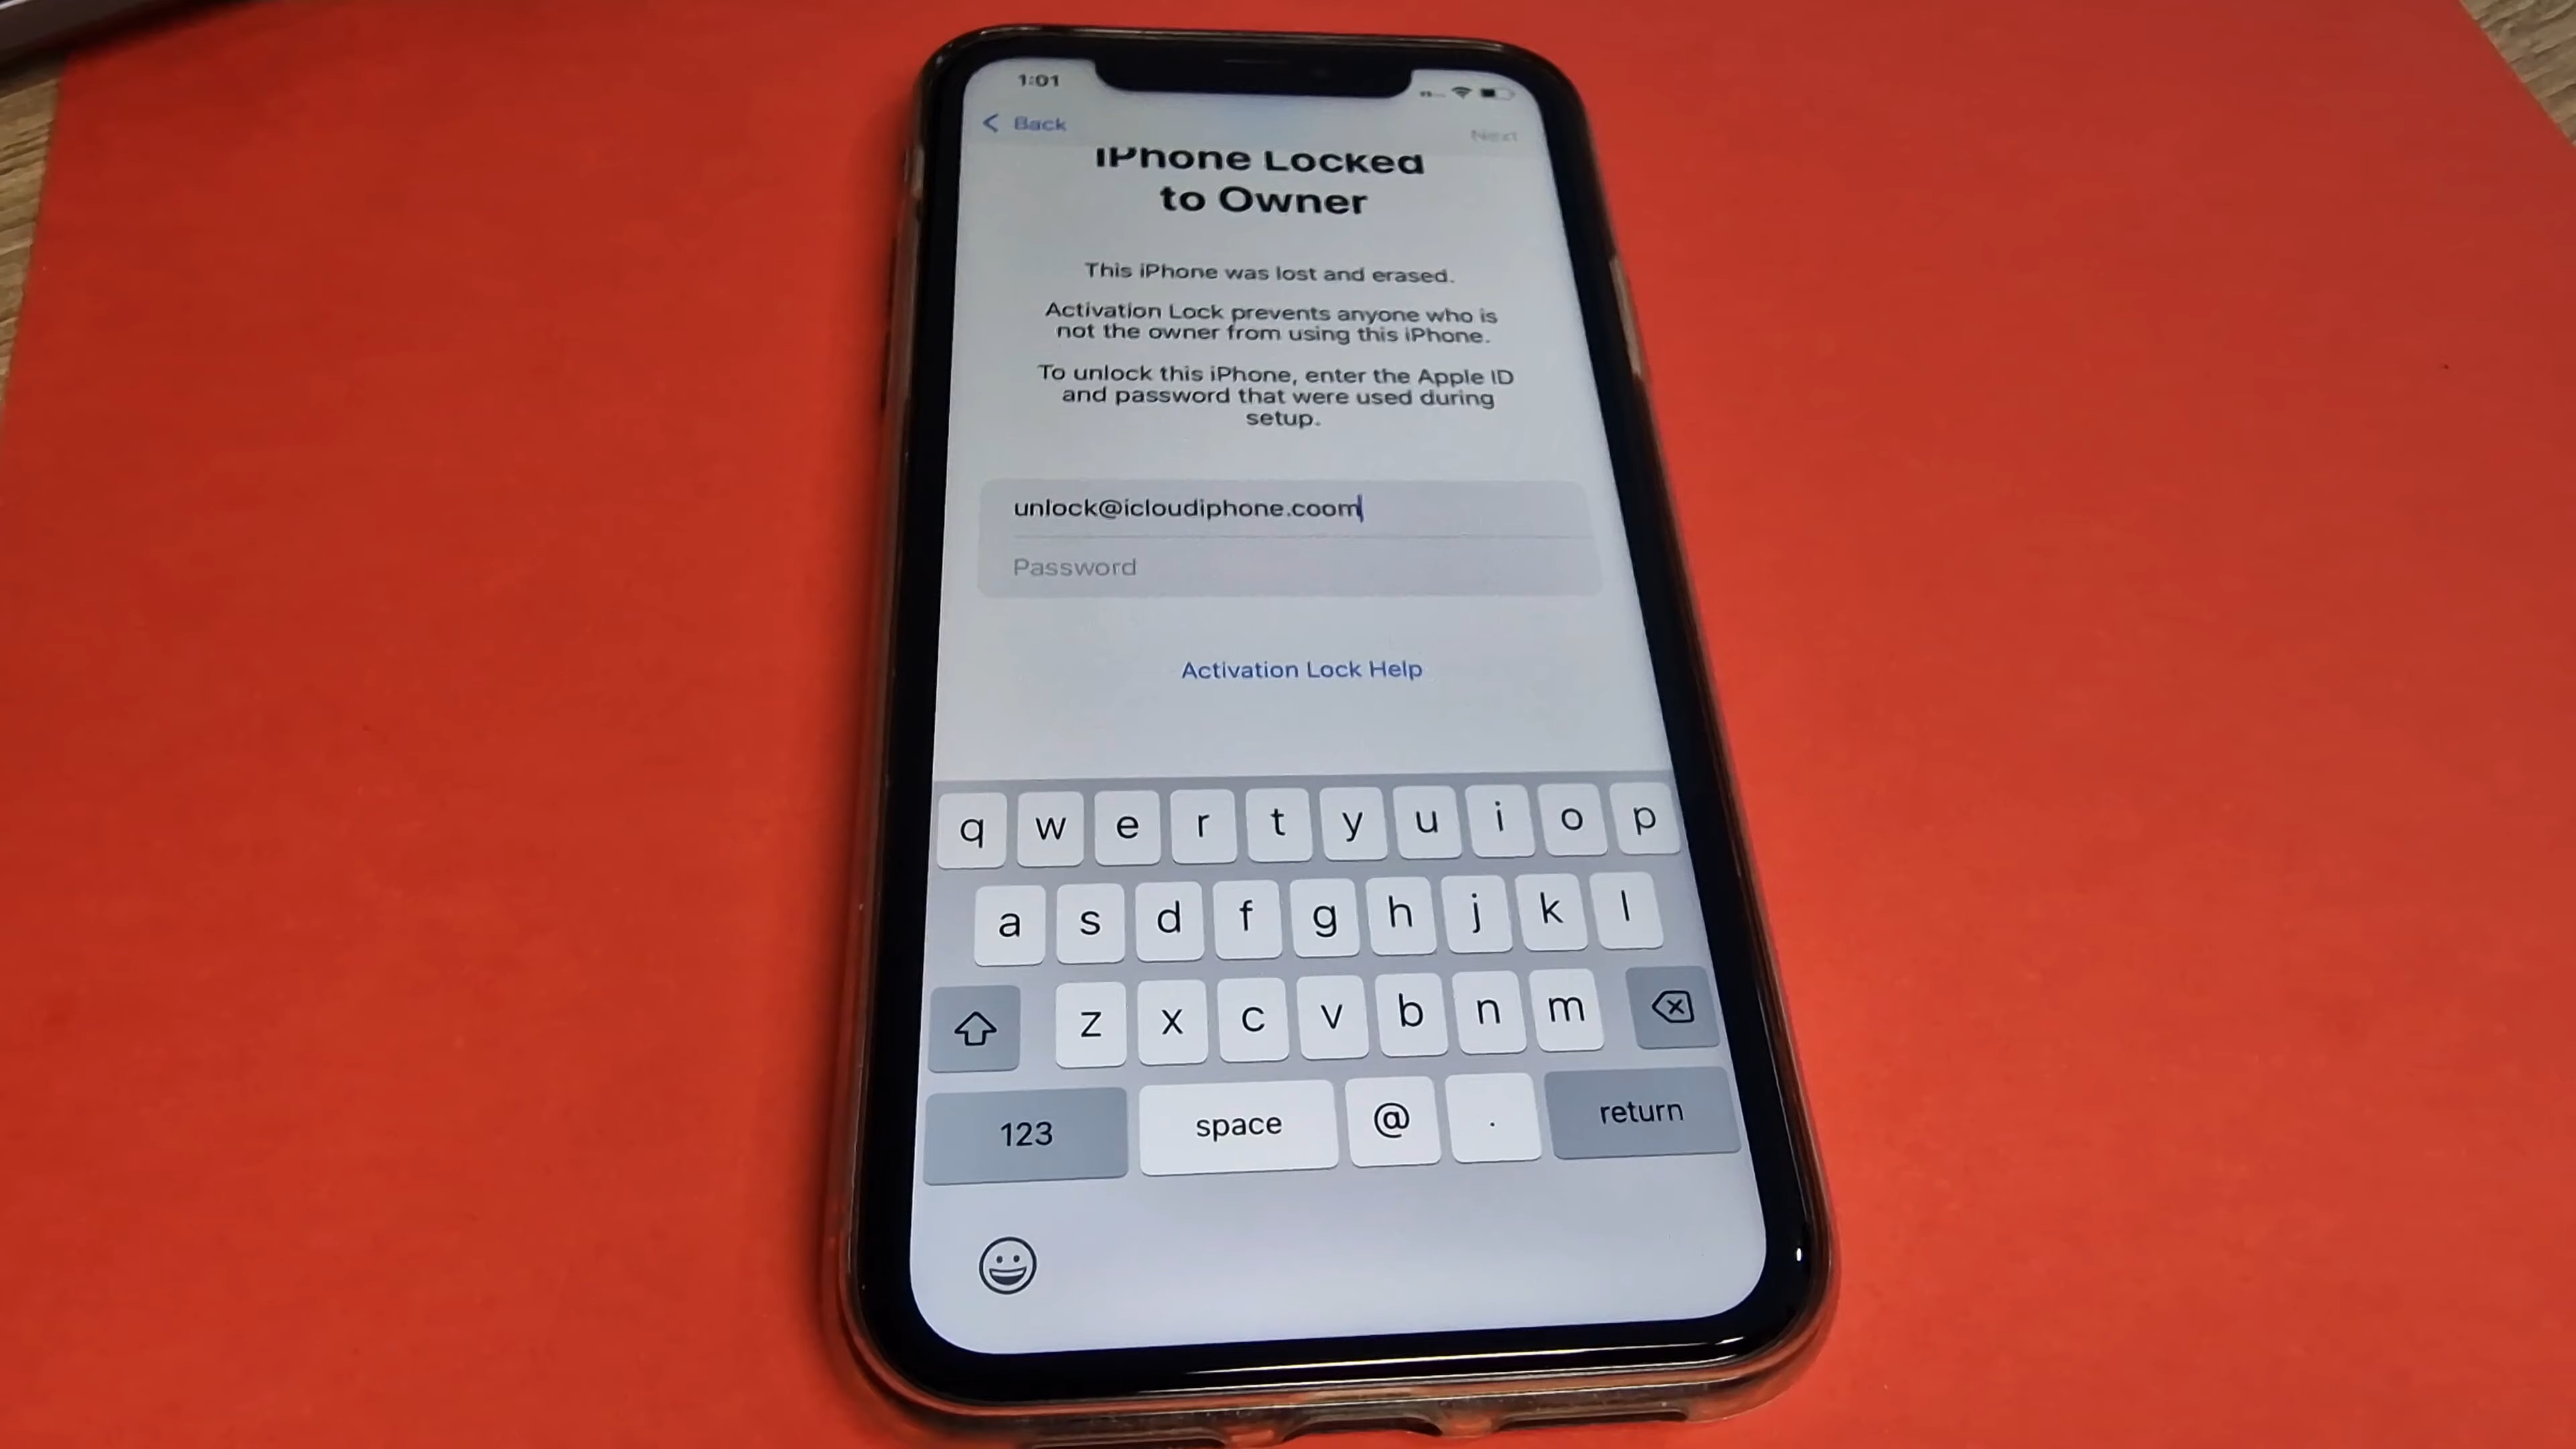 1:01
Back
Next
iPhone Locked
to Owner
This iPhone was lost and erased.
Activation Lock prevents anyone who is
not the owner from using this iPhone.
To unlock this iPhone, enter the Apple ID
and password that were used during
setup.
unlock@icloudiphone.coom
Password
Activation Lock Help
q w e r t y u i o p
a s d f g h j k l
z x c v b n m
123 space @ . return